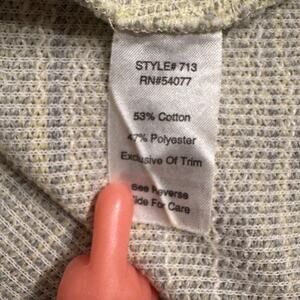 STYLE# 713
RN#54077
53% Cotton
47% Polyester
Exclusive Of Trim
See Reverse
Side For Care